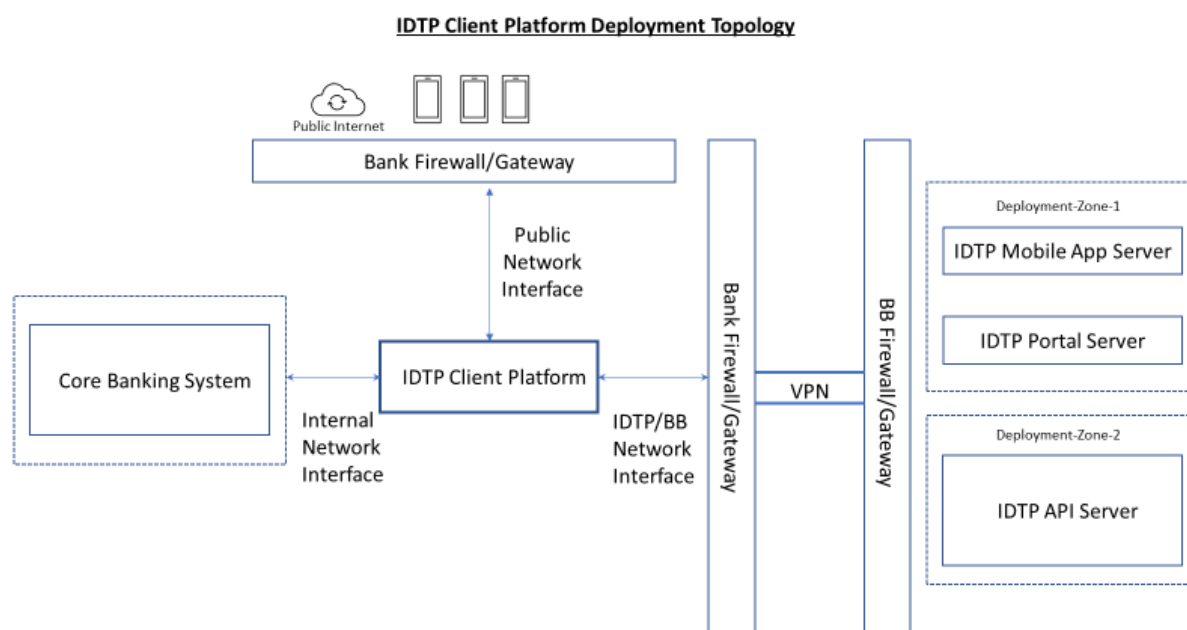 IDTP Client Platform Deployment Topology
Public Internet
Bank Firewall/Gateway
Public
Network
Interface
Core Banking System
IDTP Client Platform
Internal
Network
Interface
IDTP/BB
Network
Interface
Bank Firewall/Gateway
VPN
BB Firewall/Gateway
Deployment-Zone-1
IDTP Mobile App Server
IDTP Portal Server
Deployment-Zone-2
IDTP API Server